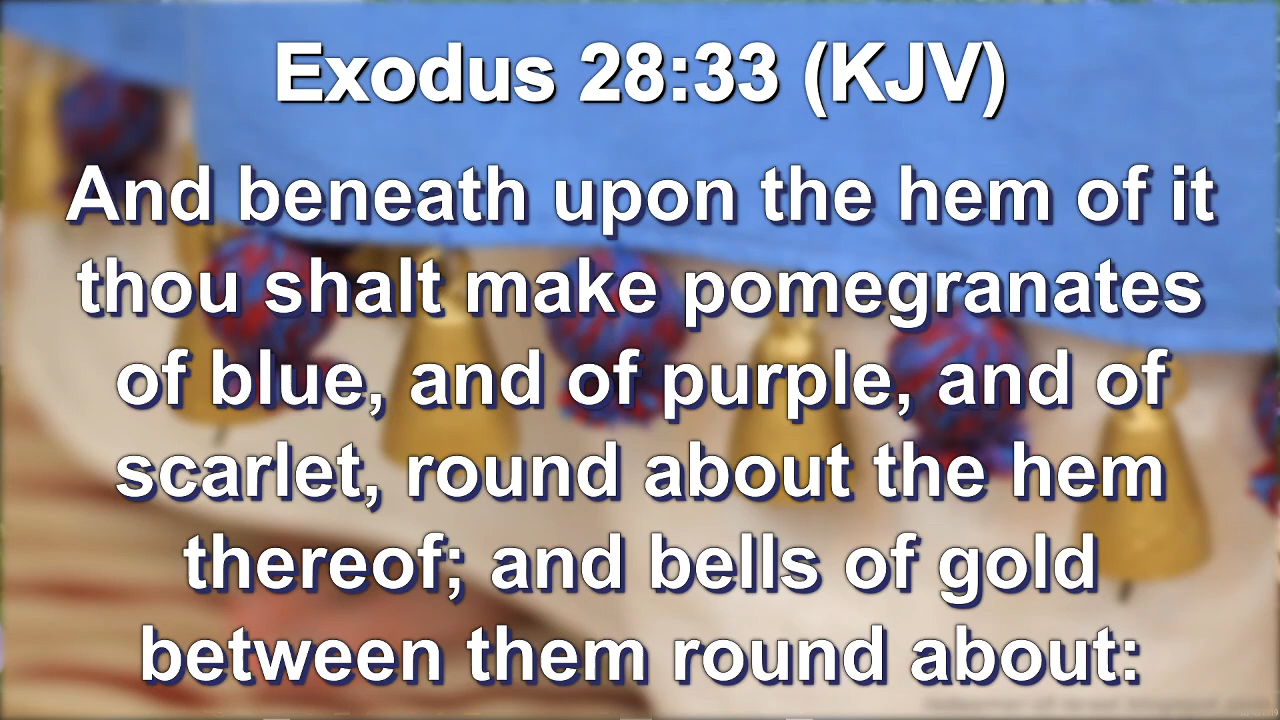 Exodus 28:33 (KJV)
And beneath upon the hem of it
thou shalt make pomegranates
of blue, and of purple, and of
scarlet, round about the hem
thereof; and bells of gold
between them round about: